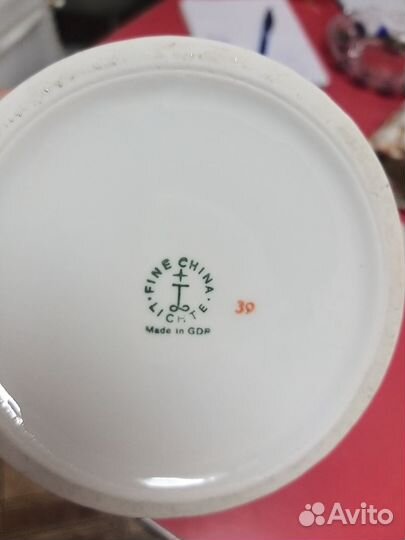 FINE CHINA
LICHTE
Made in GDR
39
Avito